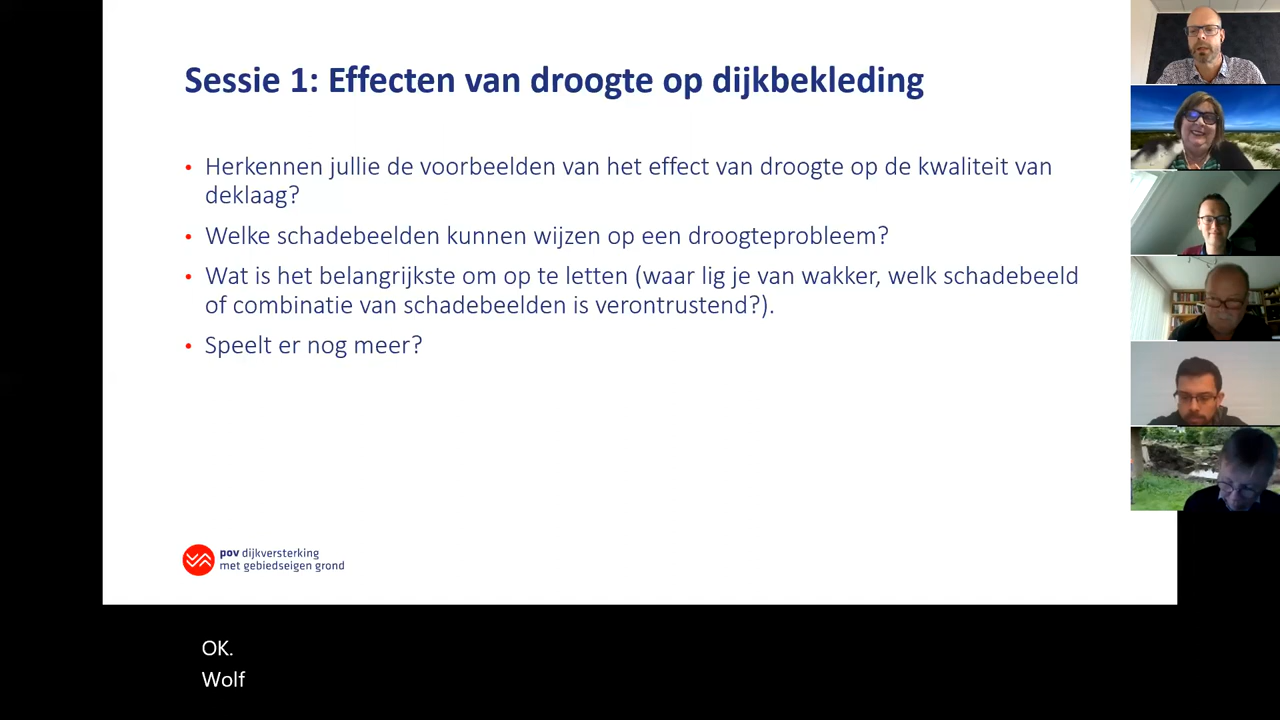 Sessie 1: Effecten van droogte op dijkbekleding
• Herkennen jullie de voorbeelden van het effect van droogte op de kwaliteit van
deklaag?
• Welke schadebeelden kunnen wijzen op een droogteprobleem?
• Wat is het belangrijkste om op te letten (waar lig je van wakker, welk schadebeeld
of combinatie van schadebeelden is verontrustend?).
• Speelt er nog meer?
pov dijkversterking
met gebiedseigen grond
OK.
Wolf